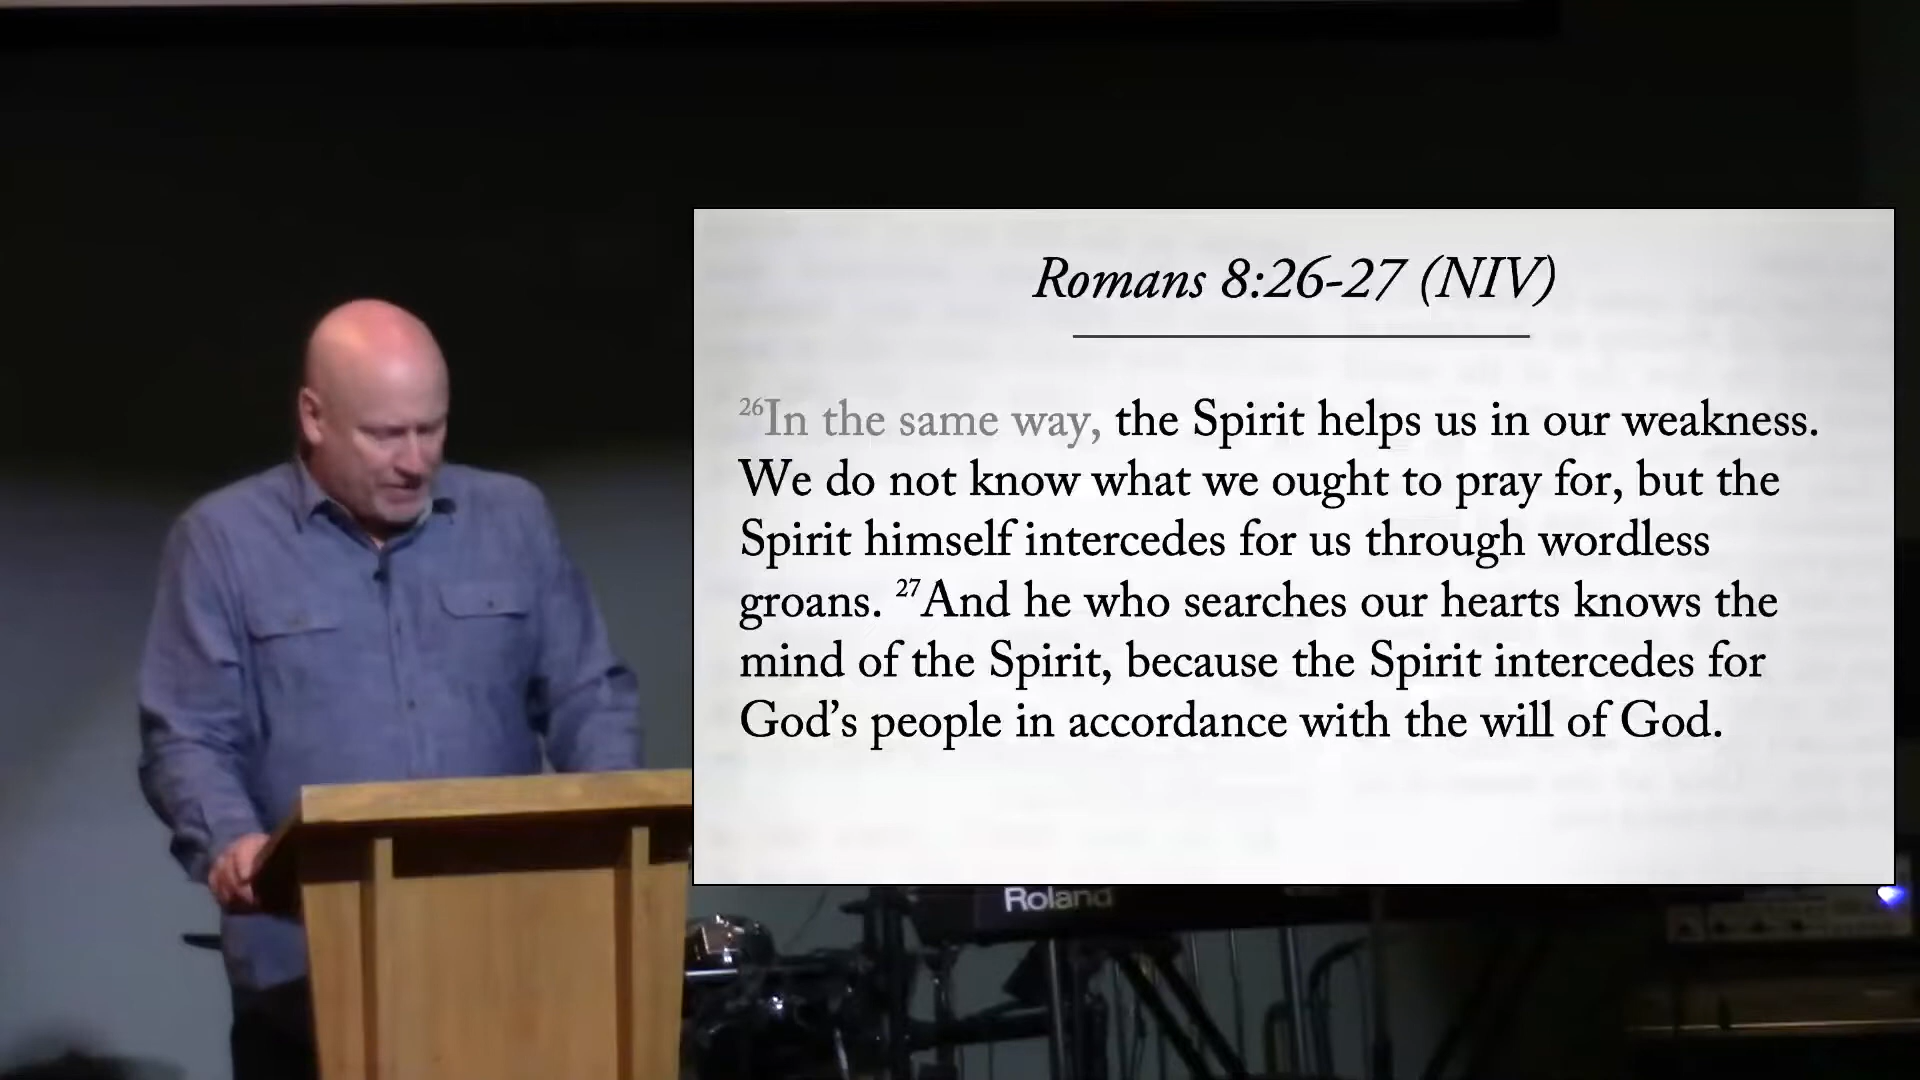 Romans 8:26-27 (NIV)
26In the same way, the Spirit helps us in our weakness.
We do not know what we ought to pray for, but the
Spirit himself intercedes for us through wordless
groans. 27And he who searches our hearts knows the
mind of the Spirit, because the Spirit intercedes for
God’s people in accordance with the will of God.
Roland